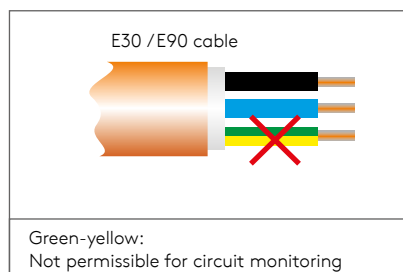 E30 /E90 cable
Green-yellow:
Not permissible for circuit monitoring